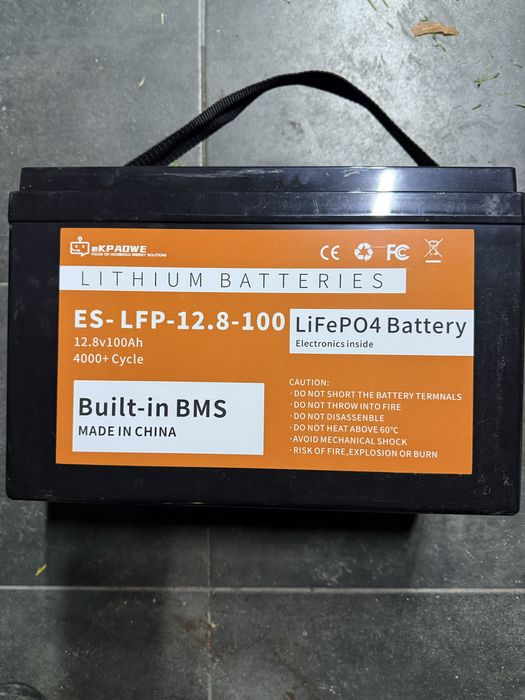 eKPAOWE
FOCUS ON HOUSEHOLD ENERGY SOLUTIONS
CE FC
LITHIUM BATTERIES
ES- LFP-12.8-100
12.8v100Ah
4000+ Cycle
LiFePO4 Battery
Electronics inside
Built-in BMS
MADE IN CHINA
CAUTION:
·DO NOT SHORT THE BATTERY TERMNALS
·DO NOT THROW INTO FIRE
·DO NOT DISASSENBLE
·DO NOT HEAT ABOVE 60℃
·AVOID MECHANICAL SHOCK
·RISK OF FIRE,EXPLOSION OR BURN